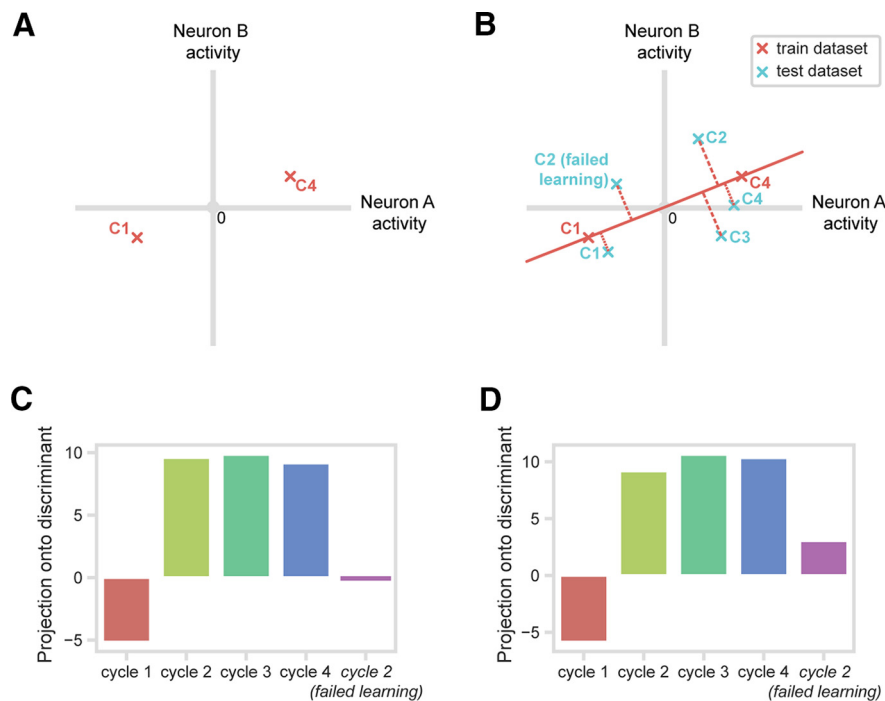 A
Neuron B
activity
C4
Neuron A
activity
0
C1
B
Neuron B
activity
train dataset
test dataset
C2
C2 (failed
learning)
C4
Neuron A
activity
C4
0
C1
C3
C1
C
Projection onto discriminant
10
5
0
−5
cycle 1 cycle 2 cycle 3 cycle 4 cycle 2
(failed learning)
D
Projection onto discriminant
10
5
0
−5
cycle 1 cycle 2 cycle 3 cycle 4 cycle 2
(failed learning)